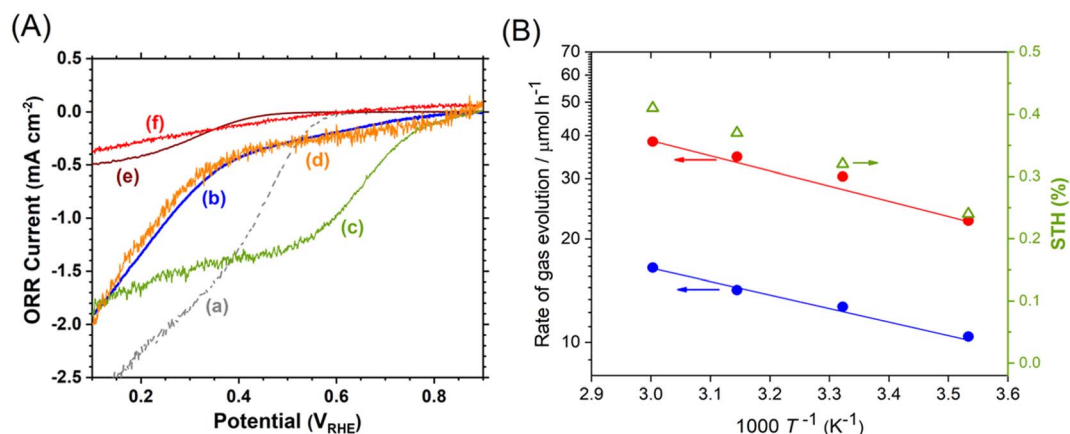 (A)
ORR Current (mA cm-2)
0.5
0.0
-0.5
-1.0
-1.5
-2.0
-2.5
(f)
(e)
(d)
(b)
(c)
(a)
0.2
0.4
0.6
0.8
Potential (VRHE)
(B)
Rate of gas evolution / μmol h-1
70
60
50
40
30
20
10
0.5
0.4
0.3
0.2
0.1
0.0
STH (%)
2.9
3.0
3.1
3.2
3.3
3.4
3.5
3.6
1000 T -1 (K-1)